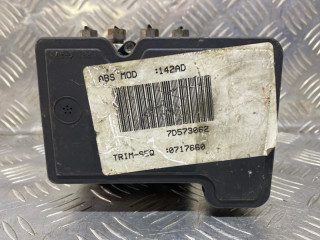 ABS MOD :142AD
7D573062
TRIM-SEQ :0717660